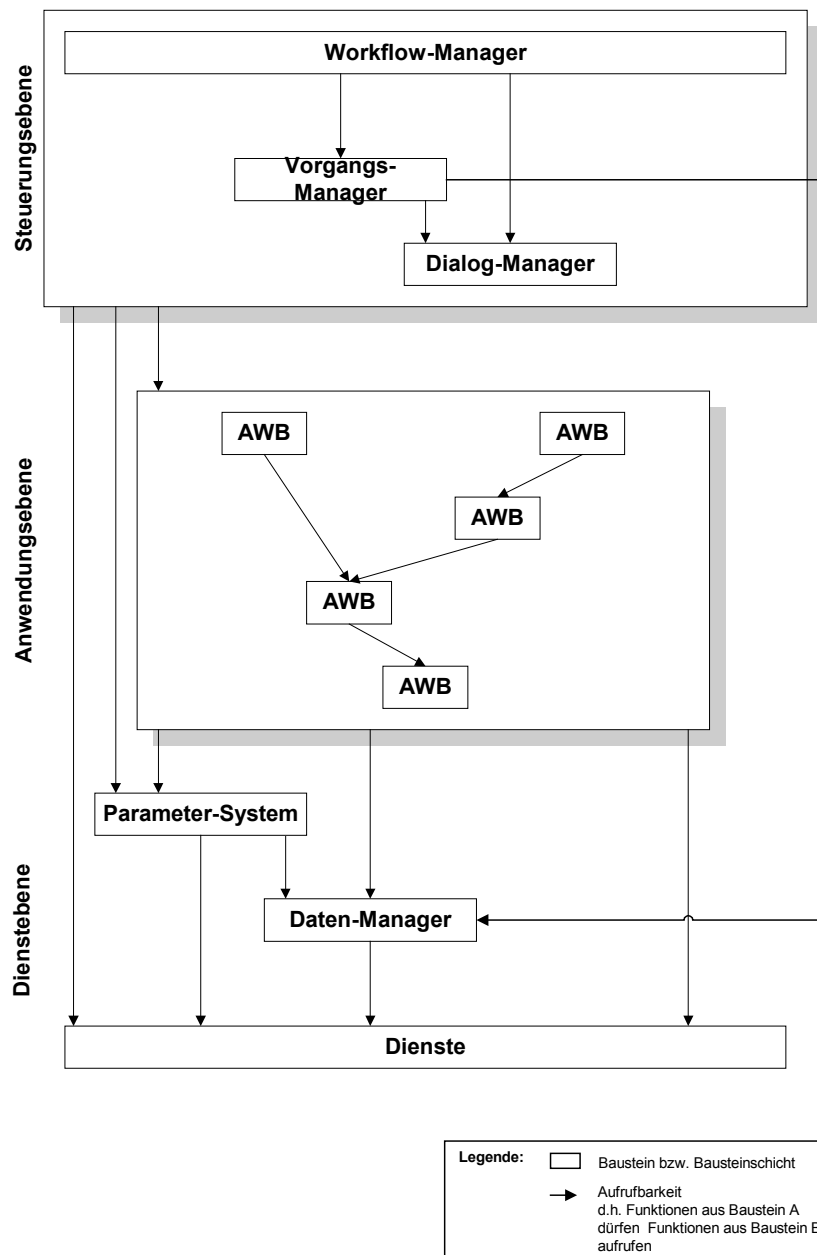 Steuerungsebene
Workflow-Manager
Vorgangs-
Manager
Dialog-Manager
Anwendungsebene
AWB
AWB
AWB
AWB
AWB
Dienstebene
Parameter-System
Daten-Manager
Dienste
Legende:
Baustein bzw. Bausteinschicht
Aufrufbarkeit
d.h. Funktionen aus Baustein A
dürfen Funktionen aus Baustein B
aufrufen